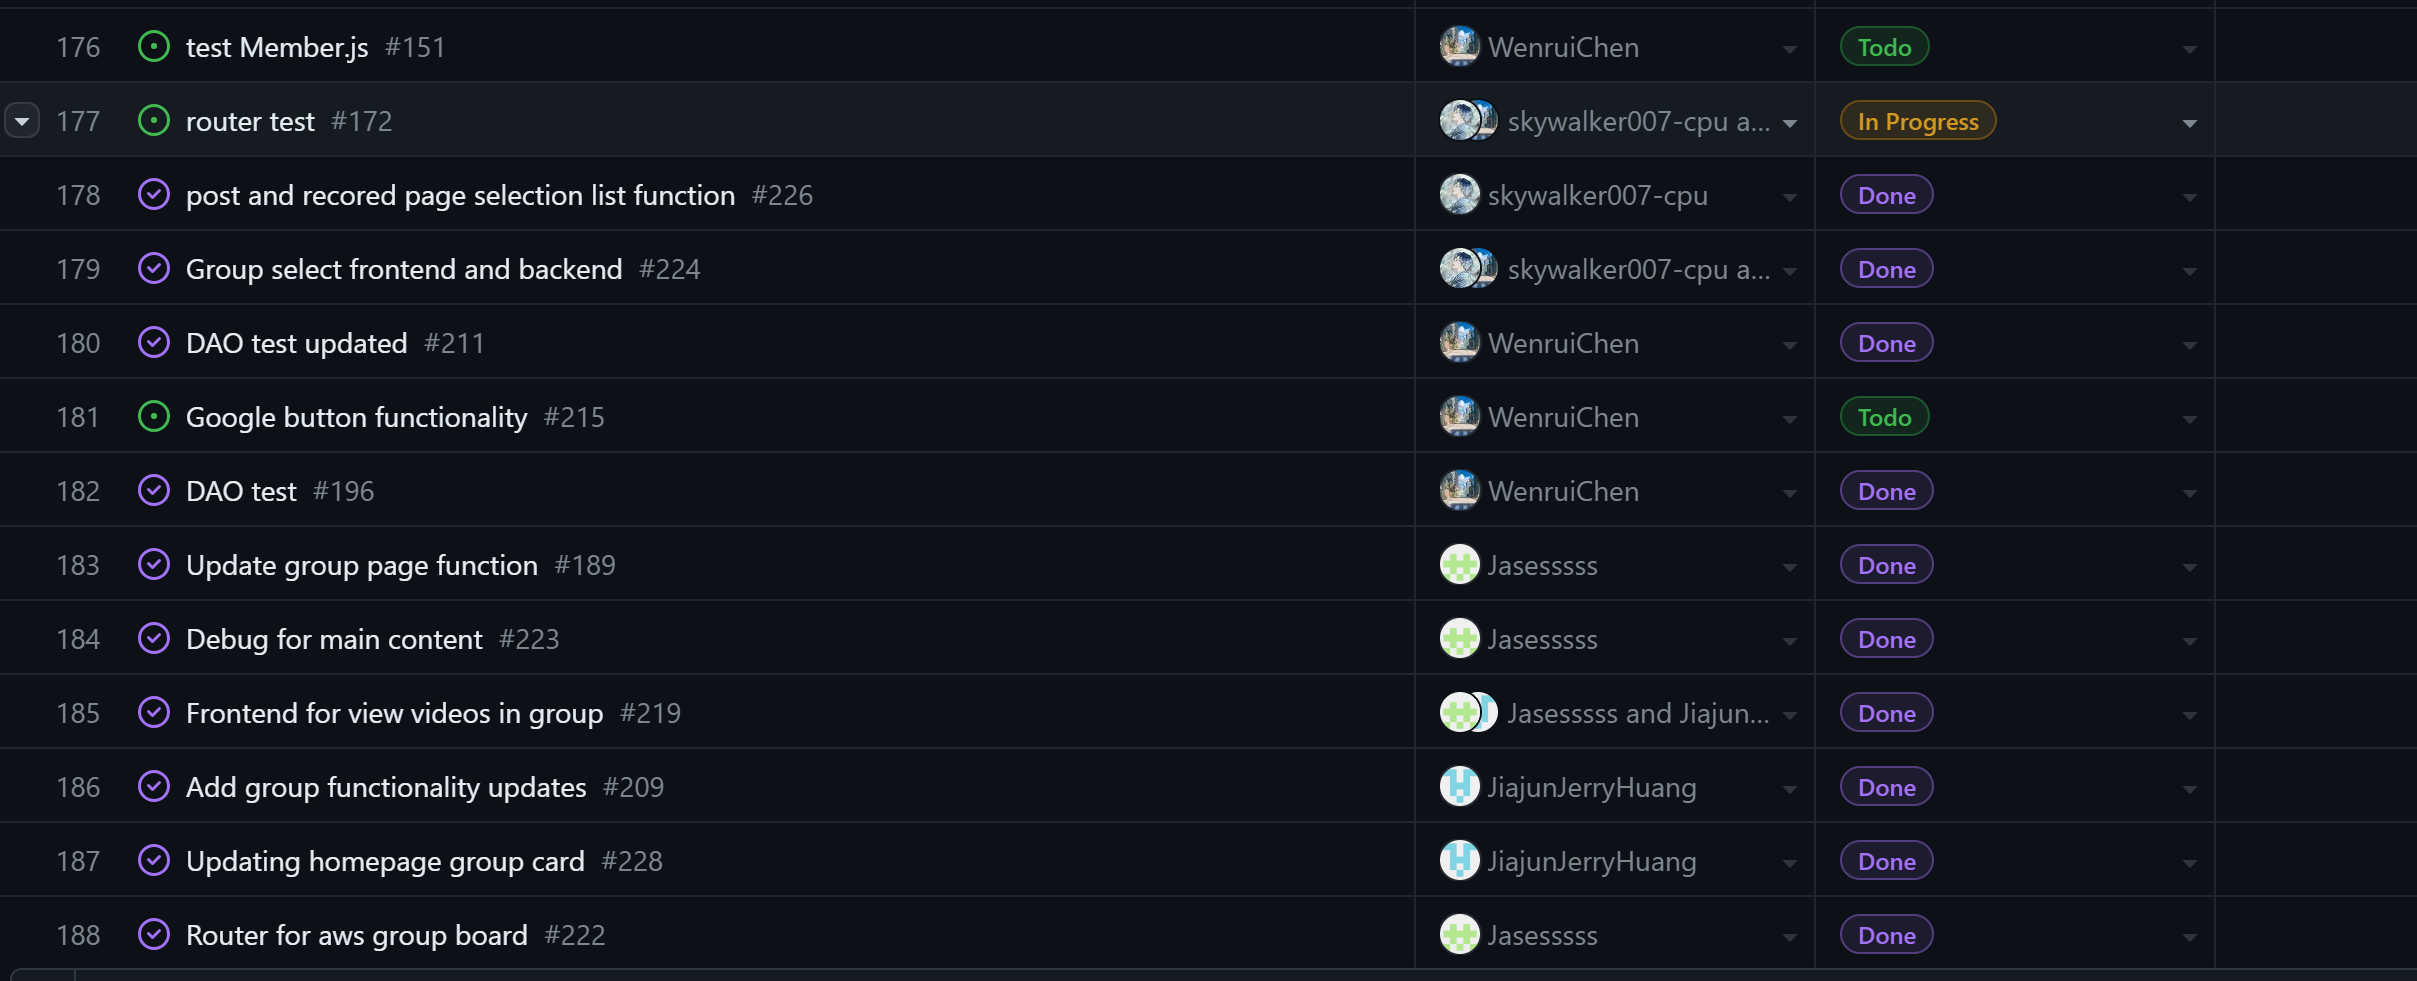 176 test Member.js #151 WenruiChen Todo
177 router test #172 skywalker007-cpu a... In Progress
178 post and recored page selection list function #226 skywalker007-cpu Done
179 Group select frontend and backend #224 skywalker007-cpu a... Done
180 DAO test updated #211 WenruiChen Done
181 Google button functionality #215 WenruiChen Todo
182 DAO test #196 WenruiChen Done
183 Update group page function #189 Jasesssss Done
184 Debug for main content #223 Jasesssss Done
185 Frontend for view videos in group #219 Jasesssss and Jiajun... Done
186 Add group functionality updates #209 JiajunJerryHuang Done
187 Updating homepage group card #228 JiajunJerryHuang Done
188 Router for aws group board #222 Jasesssss Done